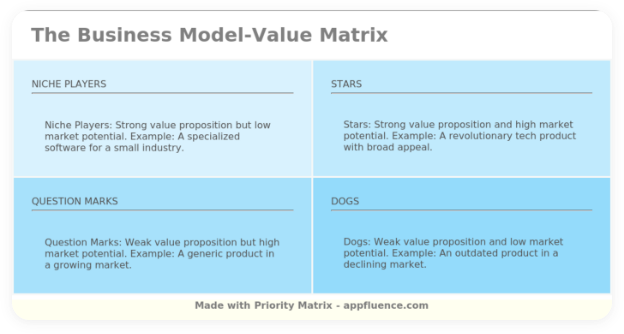 The Business Model-Value Matrix
NICHE PLAYERS
Niche Players: Strong value proposition but low
market potential. Example: A specialized
software for a small industry.
STARS
Stars: Strong value proposition and high market
potential. Example: A revolutionary tech product
with broad appeal.
QUESTION MARKS
Question Marks: Weak value proposition but high
market potential. Example: A generic product in
a growing market.
DOGS
Dogs: Weak value proposition and low market
potential. Example: An outdated product in a
declining market.
Made with Priority Matrix - appfluence.com